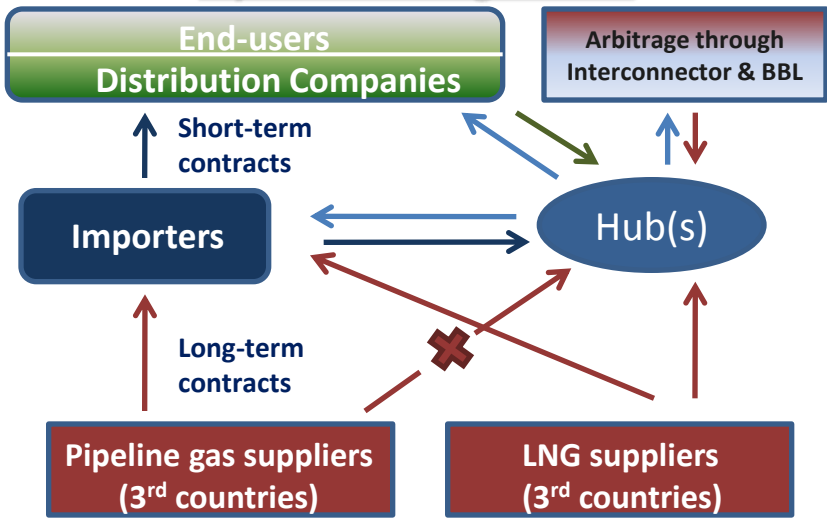 End-users
Distribution Companies
Arbitrage through
Interconnector & BBL
Short-term
contracts
Importers
Hub(s)
Long-term
contracts
Pipeline gas suppliers
(3rd countries)
LNG suppliers
(3rd countries)